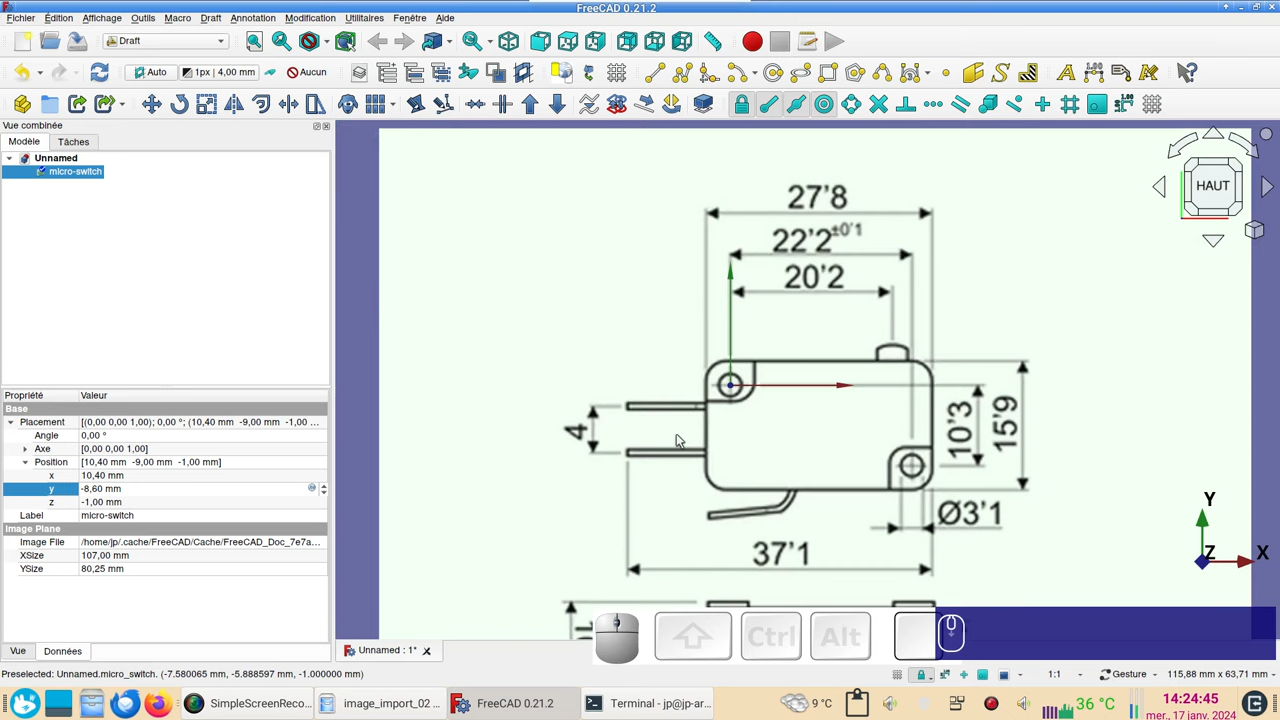 FreeCAD 0.21.2
Fichier Édition Affichage Outils Macro Draft Annotation Modification Utilitaires Fenêtre Aide
Draft
Auto 1px | 4,00 mm Aucun
Vue combinée
Modèle Tâches
Unnamed
micro-switch
HAUT
27'8
22'2±0'1
20'2
4
10'3
15'9
Ø3'1
37'1
Y
Z X
Propriété Valeur
Base
Placement [(0,00 0,00 1,00); 0,00 °; (10,40 mm -9,00 mm -1,00 ...
Angle 0,00 °
Axe [0,00 0,00 1,00]
Position [10,40 mm -9,00 mm -1,00 mm]
x 10,40 mm
y -8,60 mm
z -1,00 mm
Label micro-switch
Image Plane
Image File /home/jp/.cache/FreeCAD/Cache/FreeCAD_Doc_7e7a...
XSize 107,00 mm
YSize 80,25 mm
Ctrl Alt
Vue Données
Unnamed : 1*
Preselected: Unnamed.micro_switch. (-7.580065 mm, -5.888597 mm, -1.000000 mm)
1:1 Gesture 115,88 mm x 63,71 mm
SimpleScreenReco... image_import_02 ... FreeCAD 0.21.2 Terminal - jp@jp-ar...
9 °C 36 °C
14:24:45
mer., 17 janv. 2024